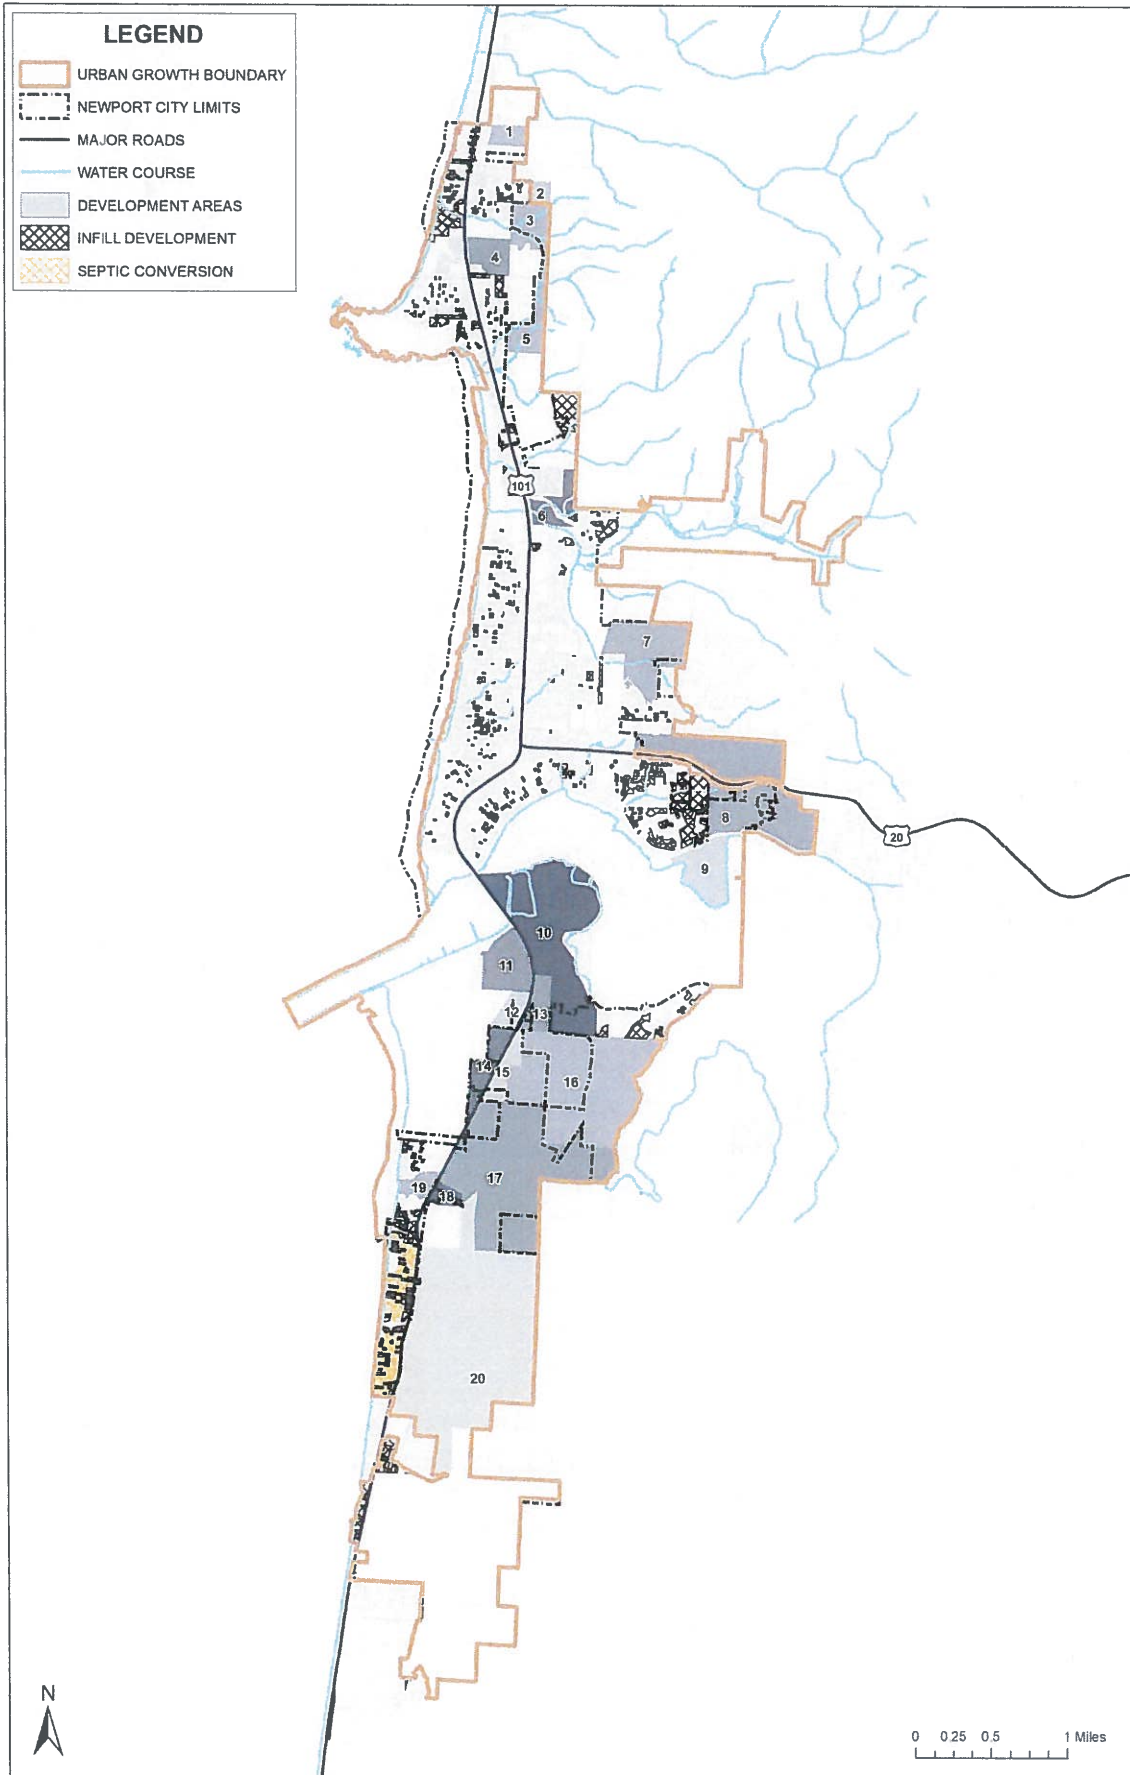 LEGEND
URBAN GROWTH BOUNDARY
NEWPORT CITY LIMITS
MAJOR ROADS
WATER COURSE
DEVELOPMENT AREAS
INFILL DEVELOPMENT
SEPTIC CONVERSION
1
2
3
4
5
101
6
7
8
20
9
10
11
12
13
14
15
16
17
19
18
20
N
0 0.25 0.5 1 Miles